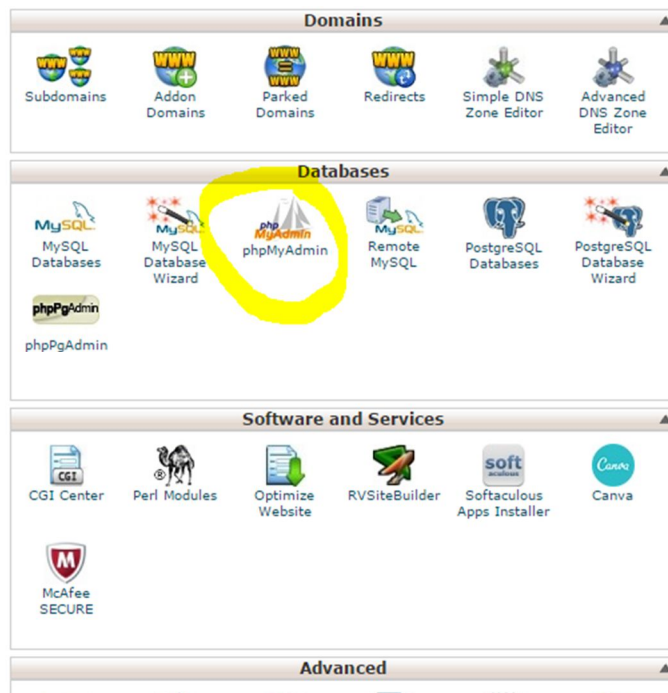 Domains
Subdomains
Addon
Domains
Parked
Domains
Redirects
Simple DNS
Zone Editor
Advanced
DNS Zone
Editor
Databases
MySQL
MySQL
Databases
MySQL
MySQL
Database
Wizard
php
MyAdmin
phpMyAdmin
MySQL
Remote
MySQL
PostgreSQL
Databases
PostgreSQL
Database
Wizard
phpPgAdmin
phpPgAdmin
Software and Services
CGI
CGI Center
Perl Modules
Optimize
Website
RVSiteBuilder
soft
aculous
Softaculous
Apps Installer
Canva
Canva
McAfee
SECURE
Advanced